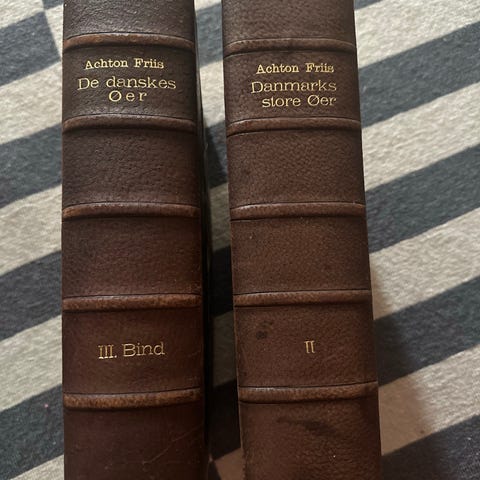 Achton Friis
De danskes
Øer
III. Bind
Achton Friis
Danmarks
store Øer
II